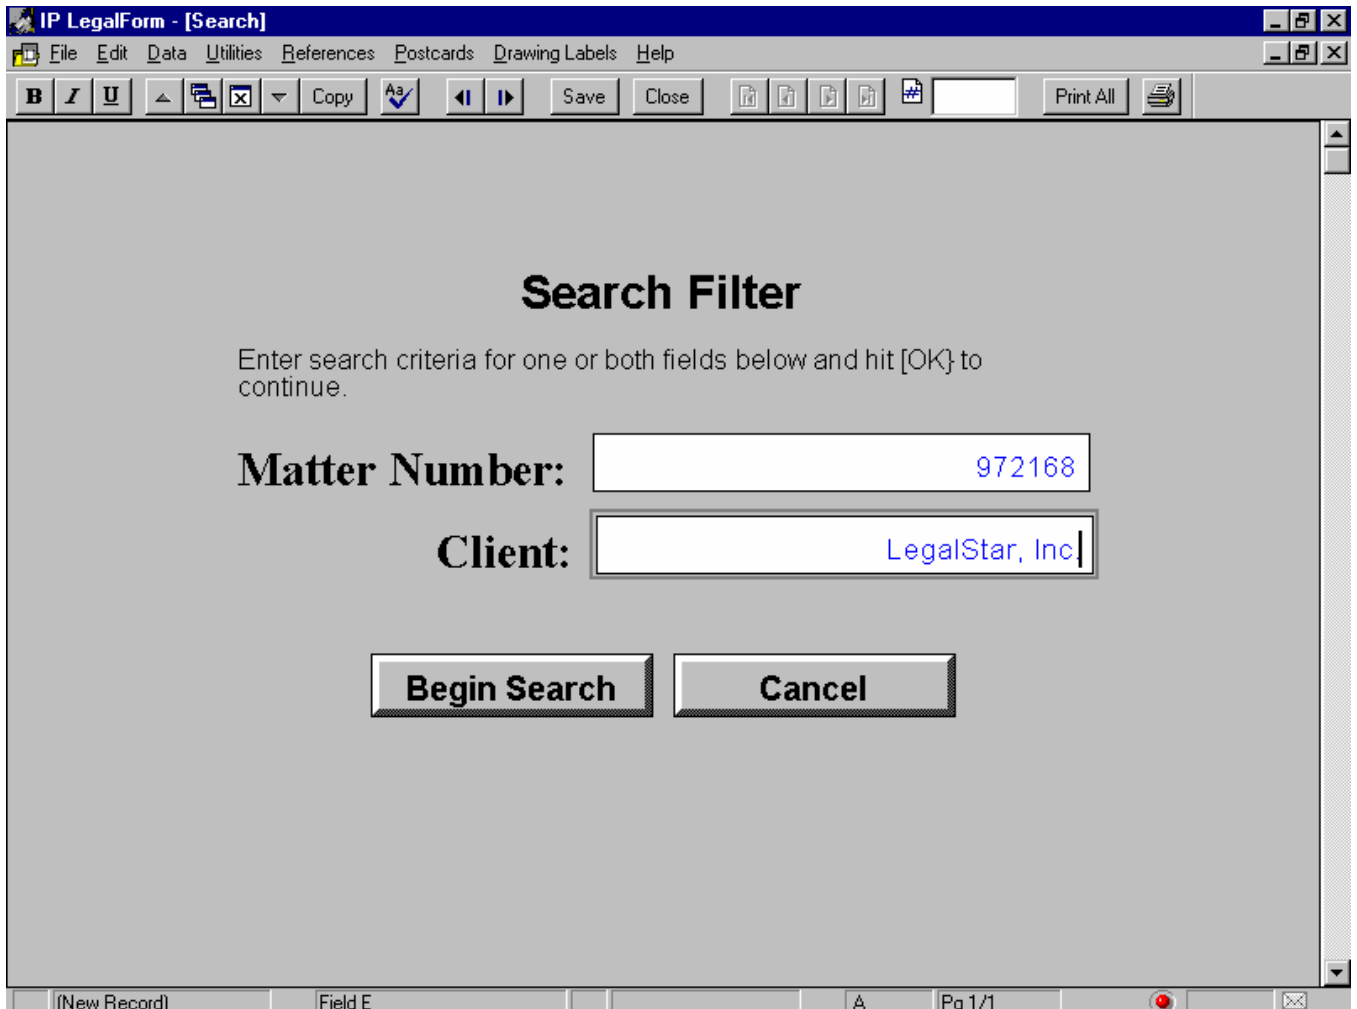 IP LegalForm - [Search]
File Edit Data Utilities References Postcards Drawing Labels Help
B I U Copy Aa Save Close # Print All
Search Filter
Enter search criteria for one or both fields below and hit [OK} to
continue.
Matter Number: 972168
Client: LegalStar, Inc.
Begin Search Cancel
(New Record) Field E A Pg 1/1